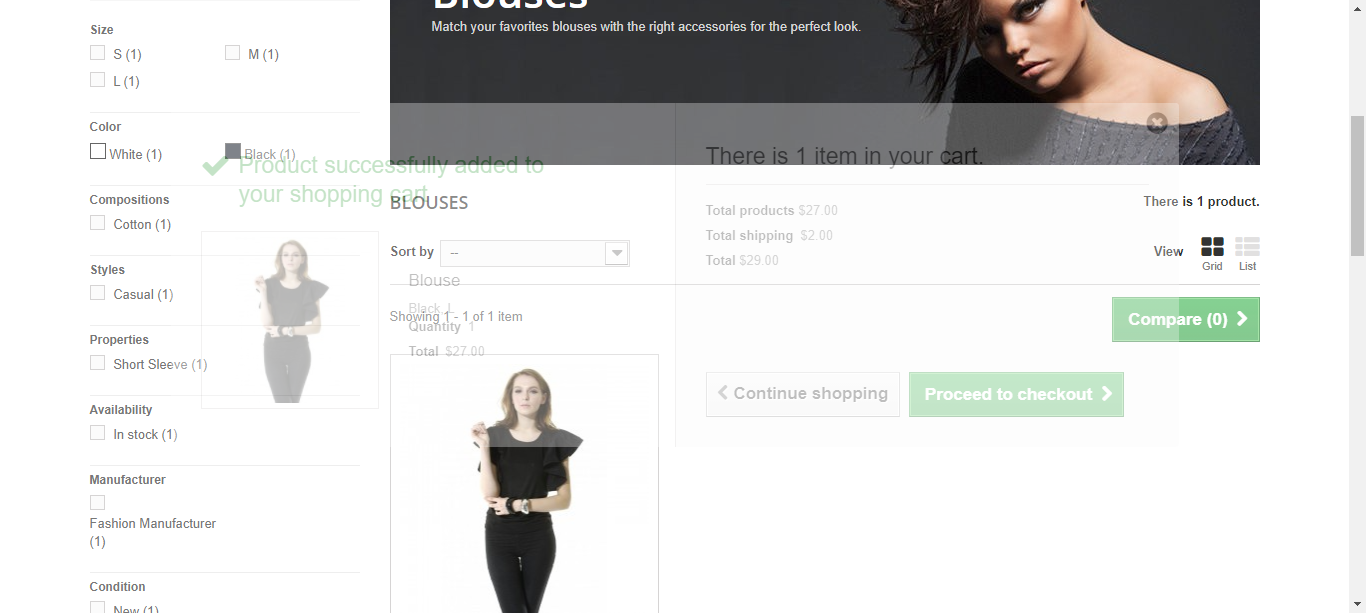 Blouses
Match your favorites blouses with the right accessories for the perfect look.
Size
S (1)
M (1)
L (1)
Color
White (1)
Black (1)
Compositions
Cotton (1)
Styles
Casual (1)
Properties
Short Sleeve (1)
Availability
In stock (1)
Manufacturer
Fashion Manufacturer
(1)
Condition
New (1)
Product successfully added to
your shopping cart
Blouse
Black, L
Quantity 1
Total $27.00
There is 1 item in your cart.
Total products $27.00
Total shipping $2.00
Total $29.00
Continue shopping
Proceed to checkout
BLOUSES
There is 1 product.
Sort by
--
View
Grid
List
Showing 1 - 1 of 1 item
Compare (0)